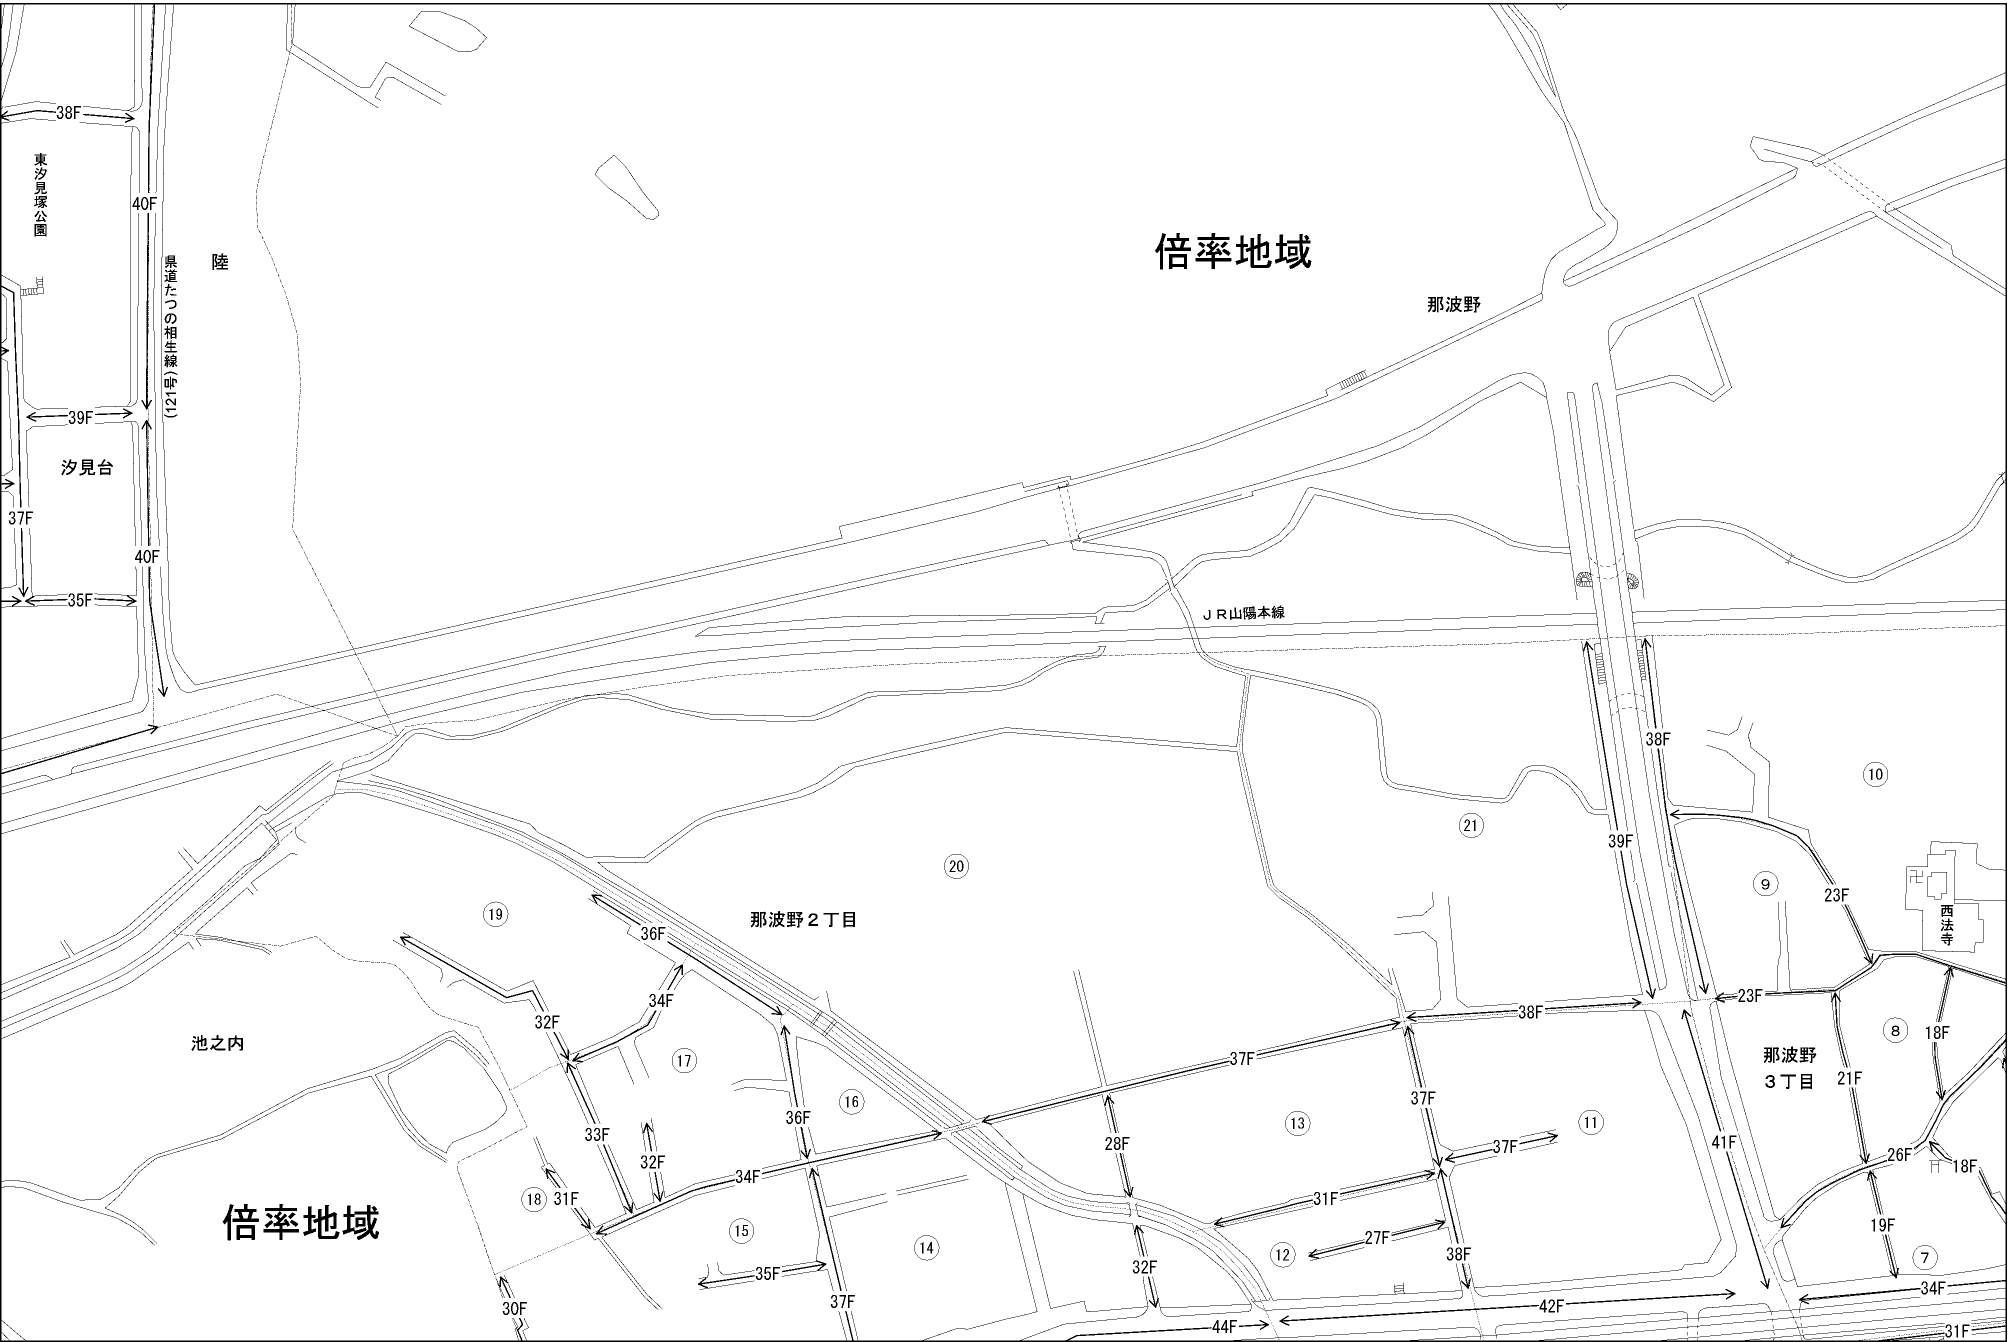 38F
東汐見塚公園
40F
県道たつの相生線(121号)
陸
倍率地域
那波野
39F
汐見台
37F
40F
35F
JR山陽本線
38F
⑩
㉑
39F
⑳
⑨
23F
⑲
那波野2丁目
36F
西法寺
34F
23F
38F
32F
⑧
18F
池之内
那波野
3丁目
⑰
37F
21F
⑯
37F
36F
⑬
⑪
33F
28F
41F
37F
26F
32F
18F
34F
⑱
31F
31F
19F
⑮
27F
⑭
⑫
38F
⑦
倍率地域
35F
32F
34F
30F
37F
42F
44F
31F